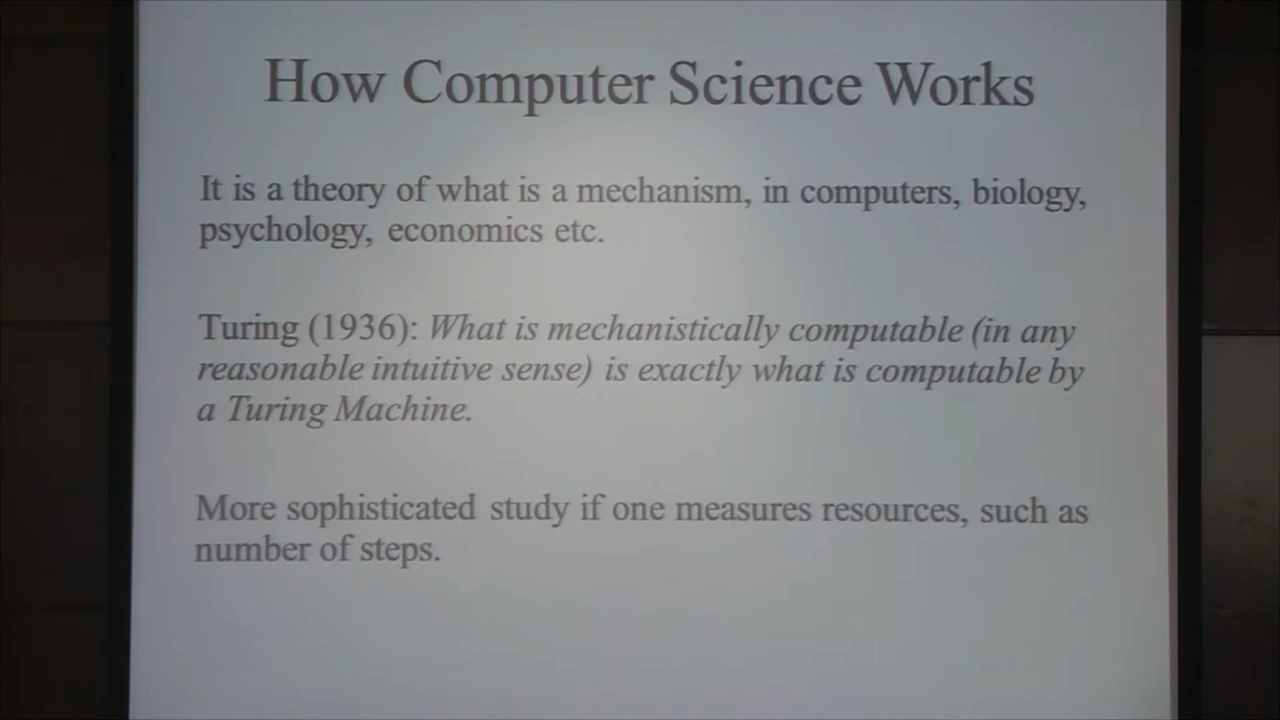 How Computer Science Works
It is a theory of what is a mechanism, in computers, biology,
psychology, economics etc.
Turing (1936): What is mechanistically computable (in any
reasonable intuitive sense) is exactly what is computable by
a Turing Machine.
More sophisticated study if one measures resources, such as
number of steps.